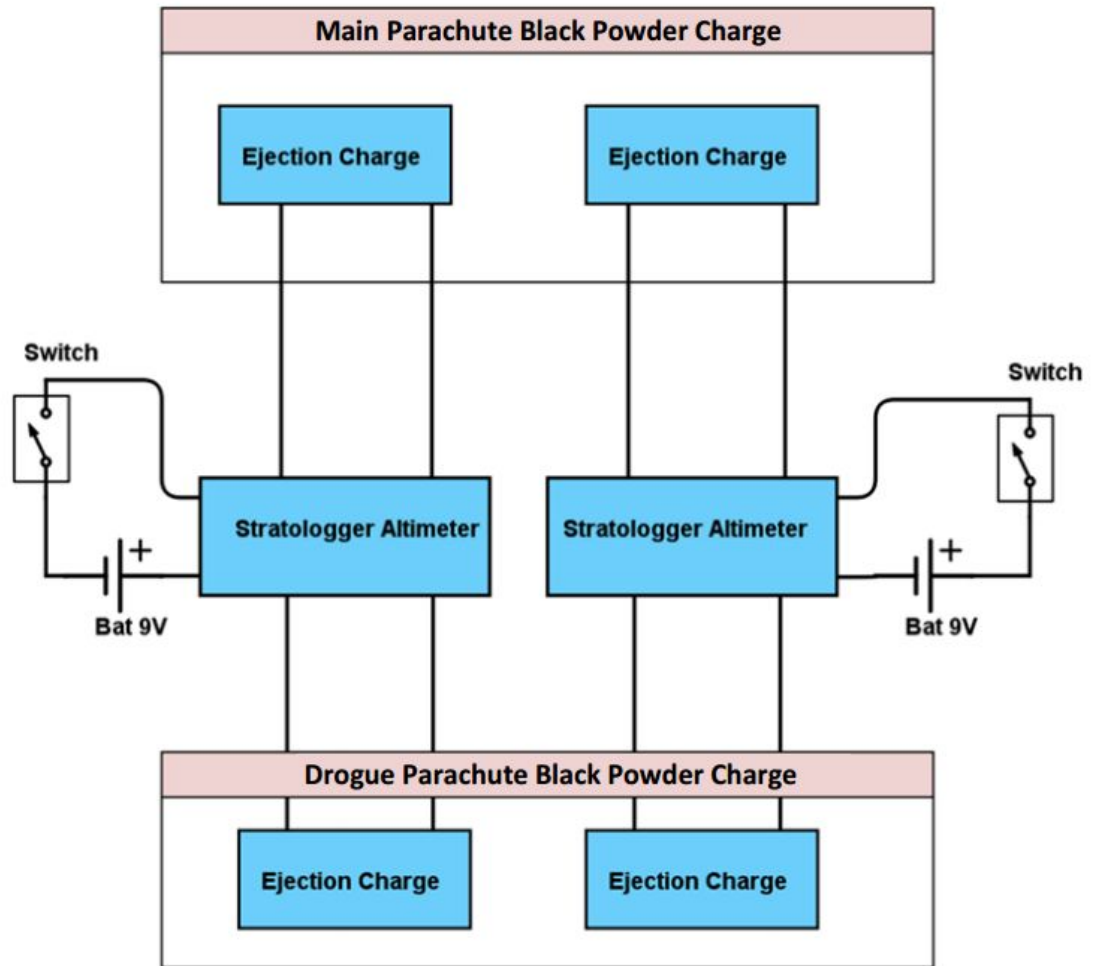 Main Parachute Black Powder Charge
Ejection Charge
Ejection Charge
Switch
Switch
Stratologger Altimeter
Stratologger Altimeter
+
+
Bat 9V
Bat 9V
Drogue Parachute Black Powder Charge
Ejection Charge
Ejection Charge